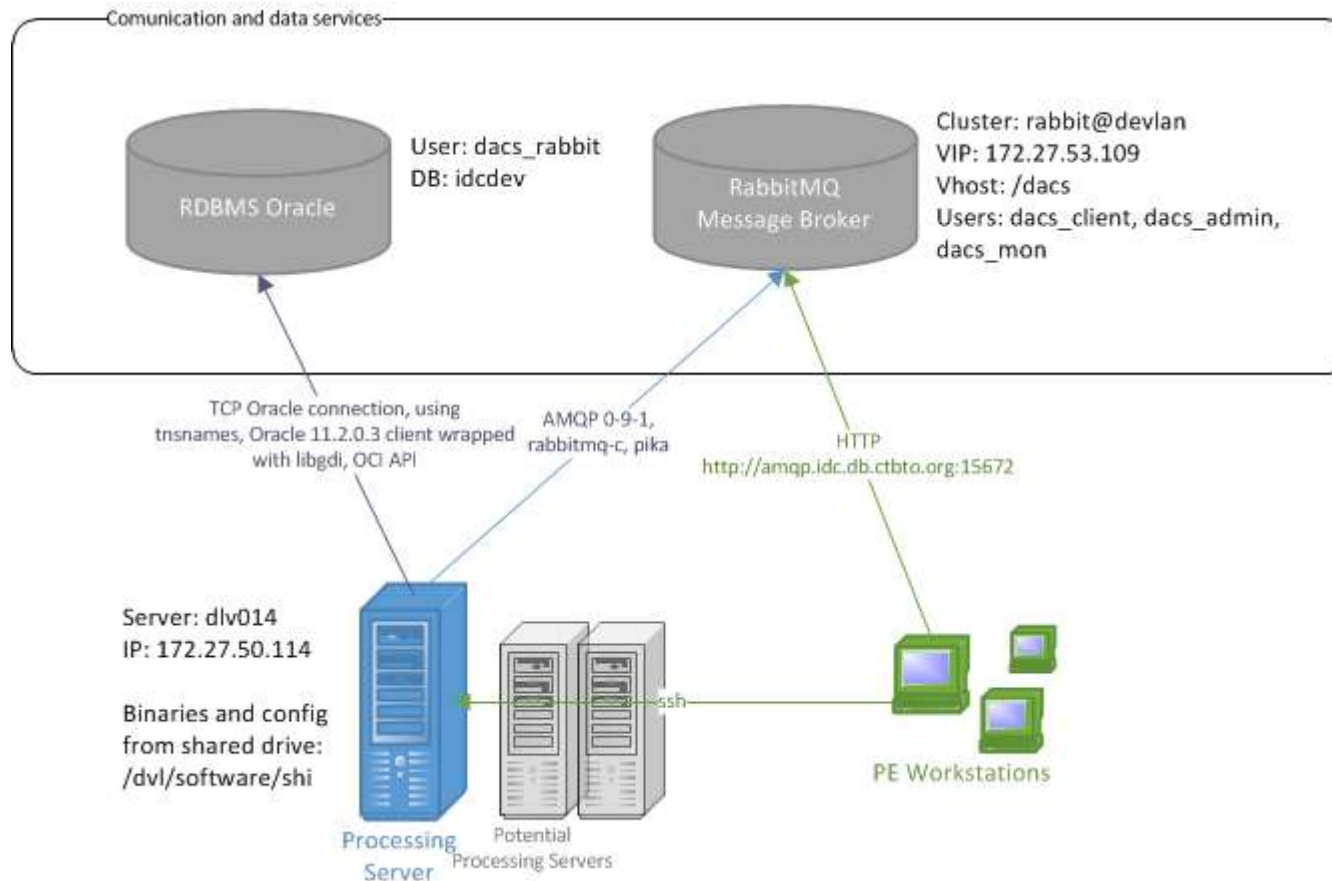 Comunication and data services
RDBMS Oracle
User: dacs_rabbit
DB: idcdev
RabbitMQ
Message Broker
Cluster: rabbit@devlan
VIP: 172.27.53.109
Vhost: /dacs
Users: dacs_client, dacs_admin,
dacs_mon
TCP Oracle connection, using
tnsnames, Oracle 11.2.0.3 client wrapped
with libgdi, OCI API
AMQP 0-9-1,
rabbitmq-c, pika
HTTP
http://amqp.idc.db.ctbto.org:15672
Server: dlv014
IP: 172.27.50.114
Binaries and config
from shared drive:
/dvl/software/shi
ssh
PE Workstations
Processing
Server
Potential
Processing Servers